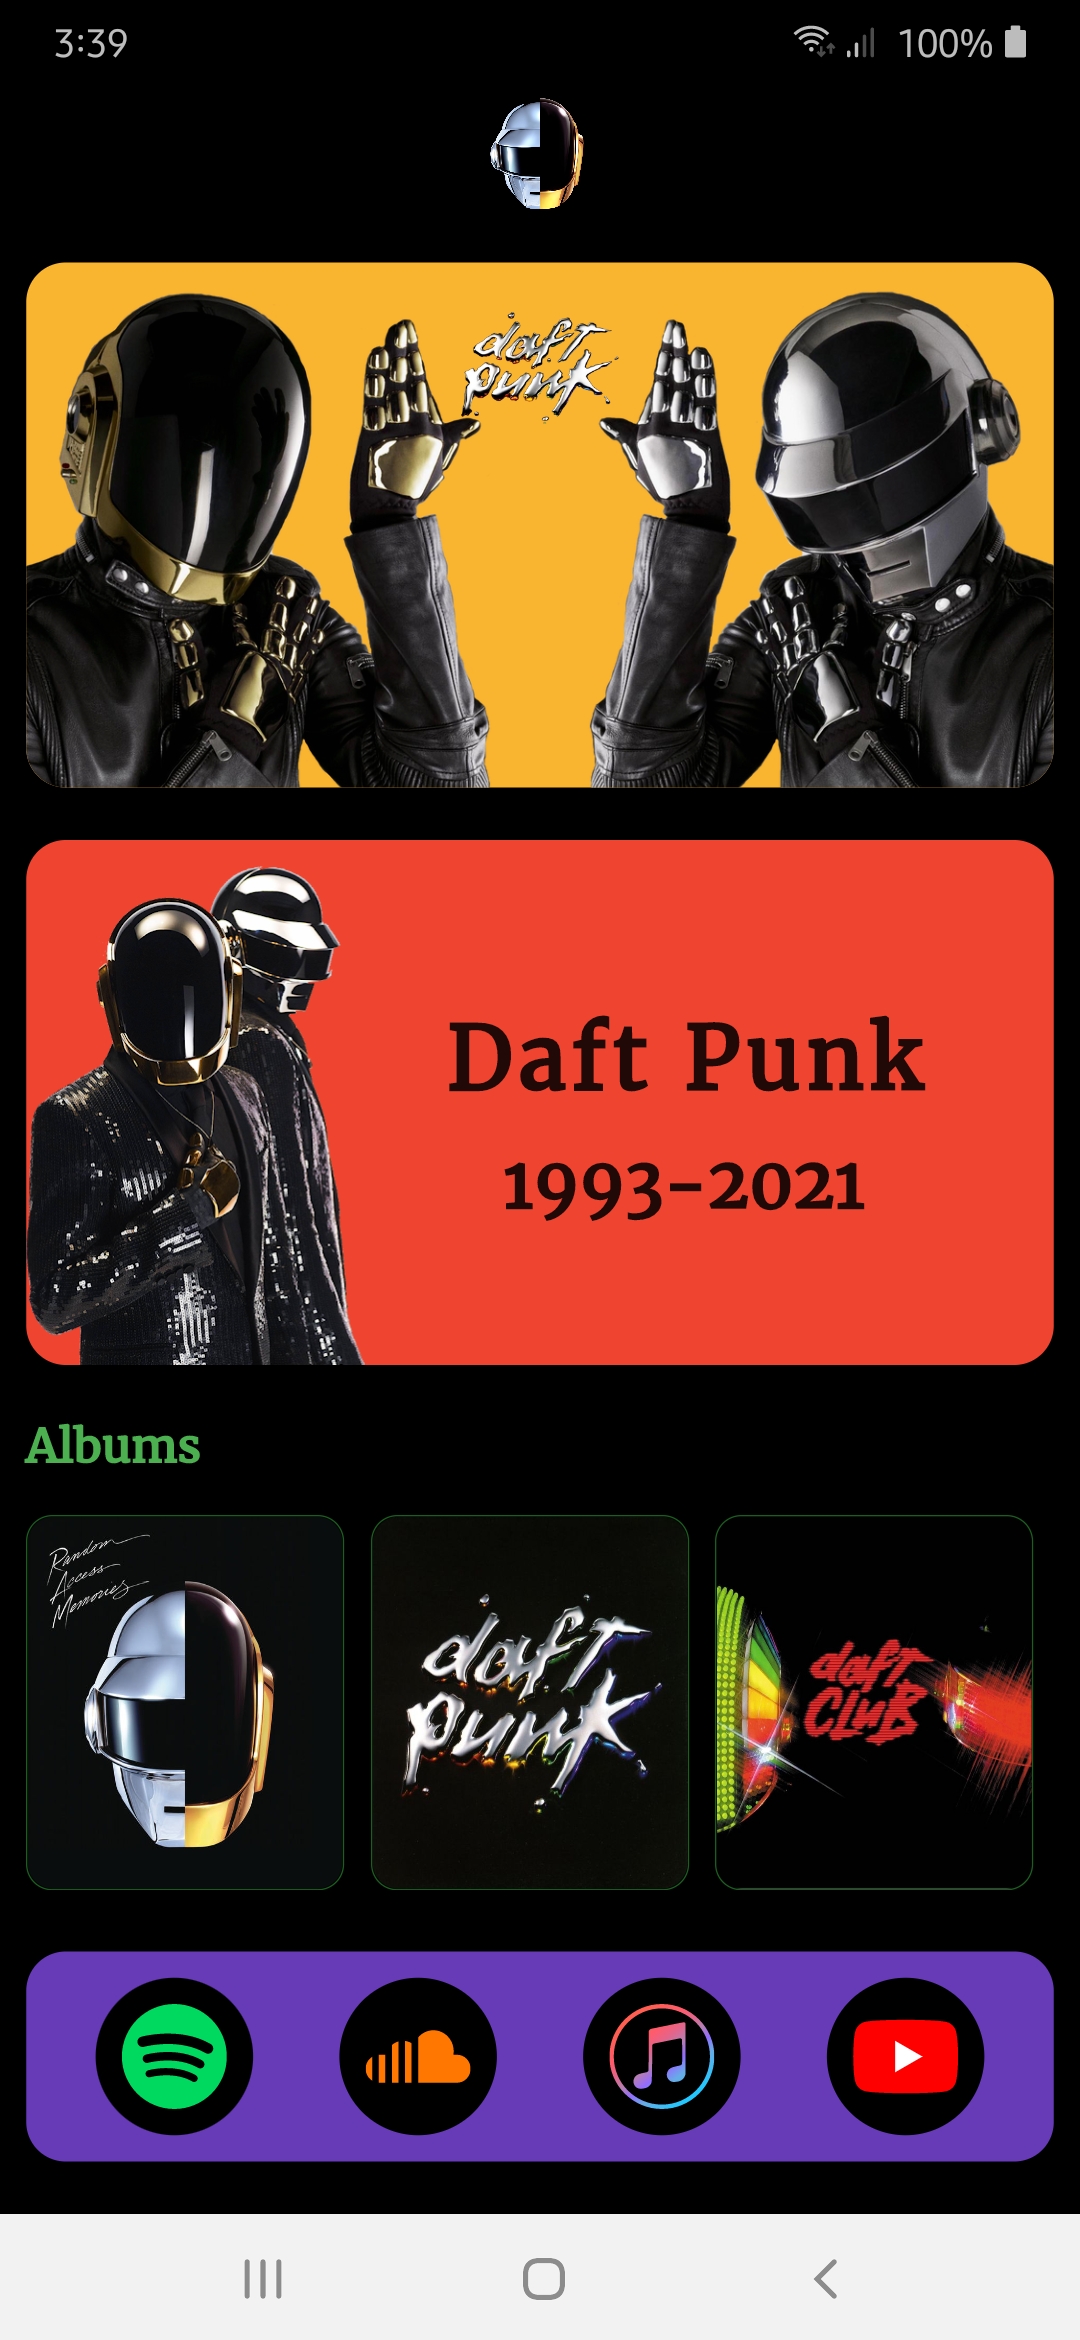 3:39
100%
daft
punk
Daft Punk
1993-2021
Albums
Random
Access
Memories
daft
punk
daft
CLUB